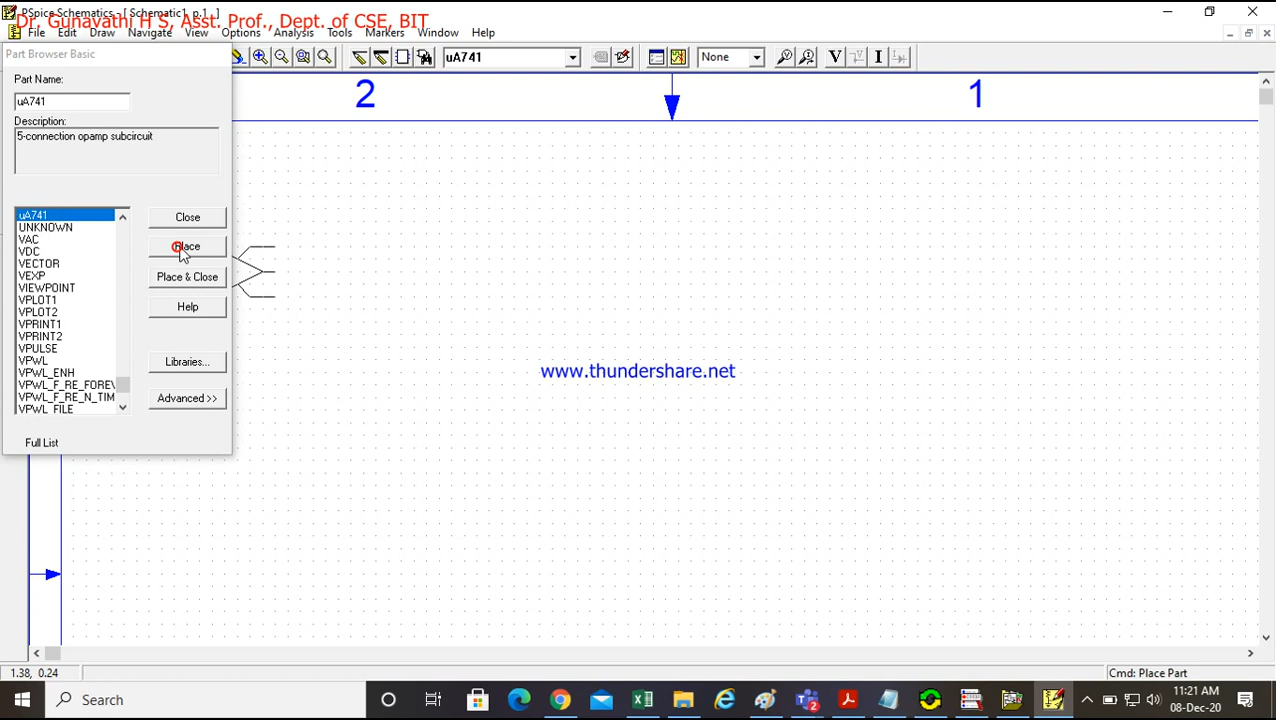 PSpice Schematics - [ Schematic1 p.1 ]
Dr, Gunavathi H S, Asst. Prof., Dept. of CSE, BIT
File Edit Draw Navigate View Options Analysis Tools Markers Window Help
Part Browser Basic
uA741
None
V
I
Part Name:
2
1
uA741
Description:
5-connection opamp subcircuit
uA741
UNKNOWN
VAC
VDC
VECTOR
VEXP
VIEWPOINT
VPLOT1
VPLOT2
VPRINT1
VPRINT2
VPULSE
VPWL
VPWL_ENH
VPWL_F_RE_FOREV
VPWL_F_RE_N_TIM
VPWL_FILE
Close
Place
Place & Close
Help
Libraries...
Advanced >>
Full List
www.thundershare.net
1.38, 0.24
Cmd: Place Part
Search
11:21 AM
08-Dec-20